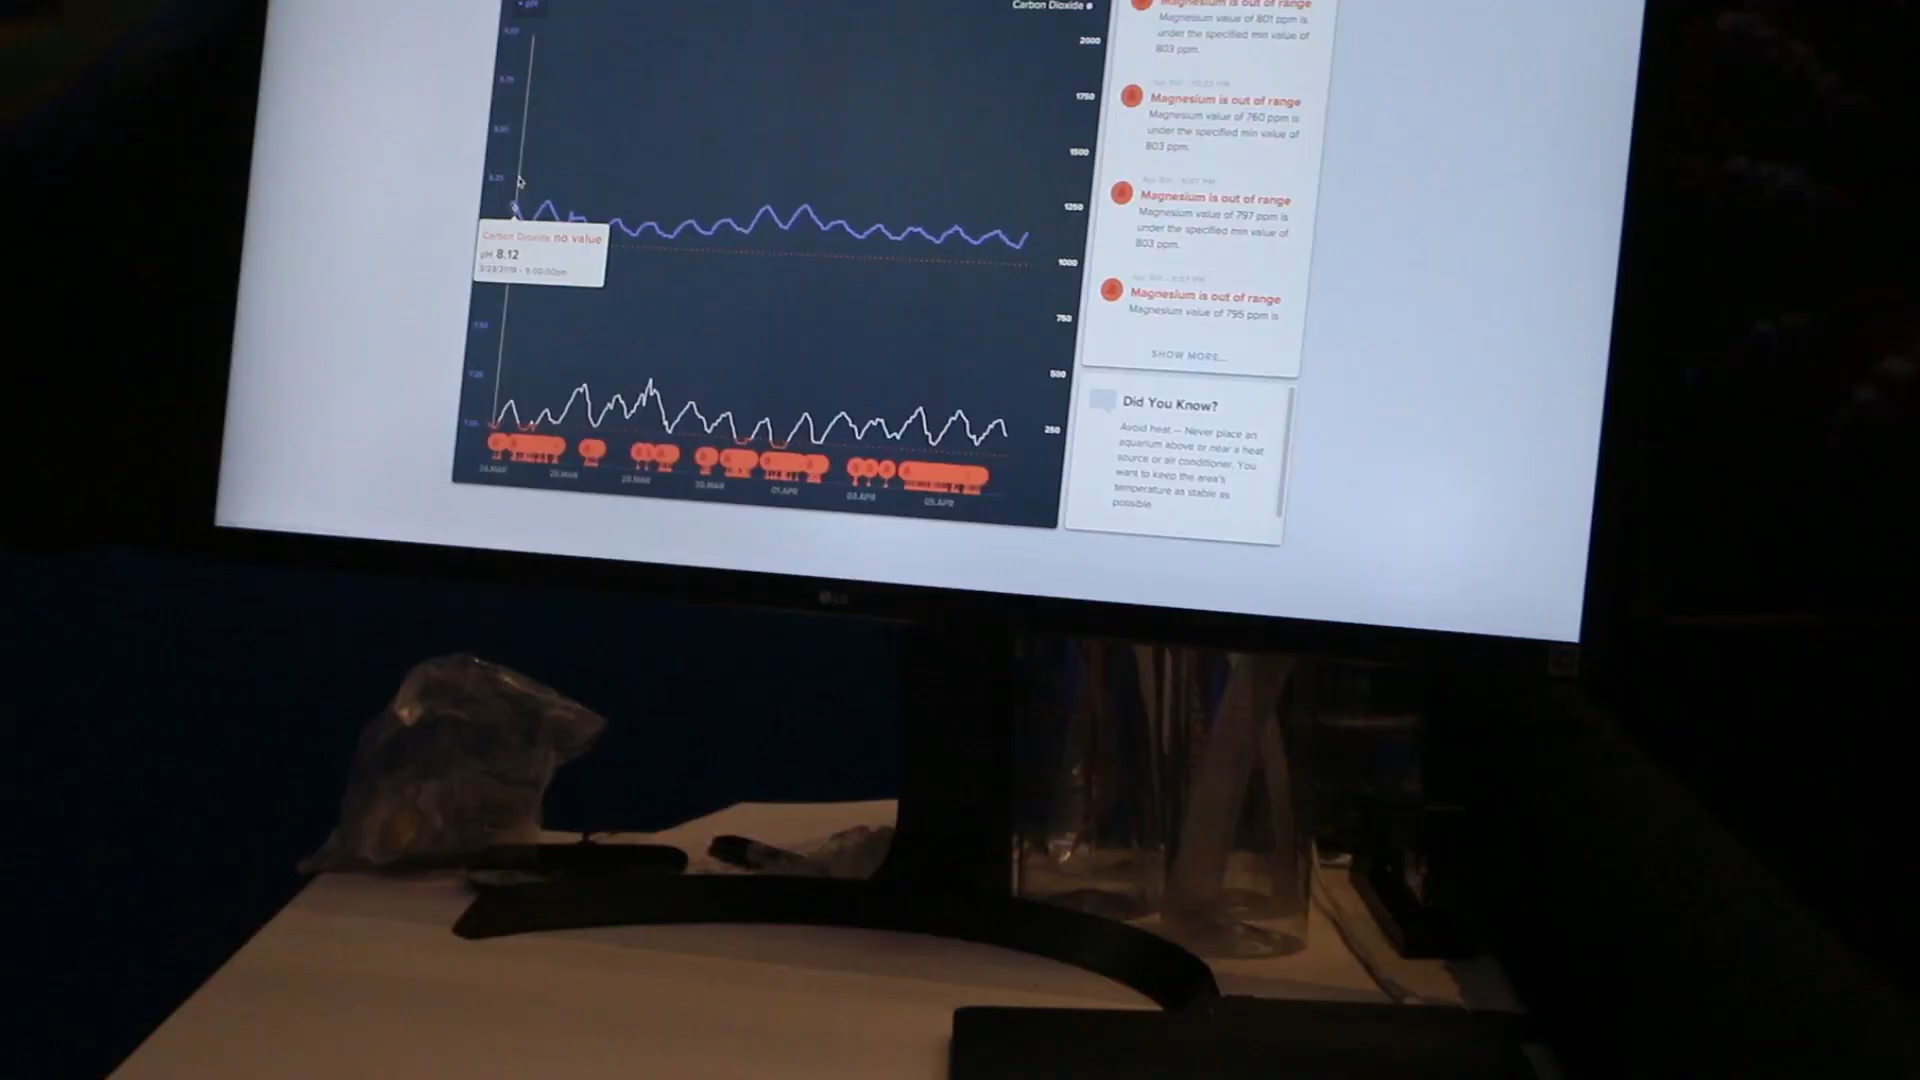 pH
Carbon Dioxide
2000
1750
1500
1250
1000
750
500
250
Carbon Dioxide no value
pH 8.12
24.MAR
30.MAR
01.APR
03.APR
05.APR
Magnesium is out of range
Magnesium value of 801 ppm is
under the specified min value of
803 ppm.
Magnesium is out of range
Magnesium value of 760 ppm is
under the specified min value of
803 ppm.
Magnesium is out of range
Magnesium value of 797 ppm is
under the specified min value of
803 ppm.
Magnesium is out of range
Magnesium value of 795 ppm is
SHOW MORE...
Did You Know?
Avoid heat — Never place an
aquarium above or near a heat
source or air conditioner. You
want to keep the area's
temperature as stable as
possible.
LG